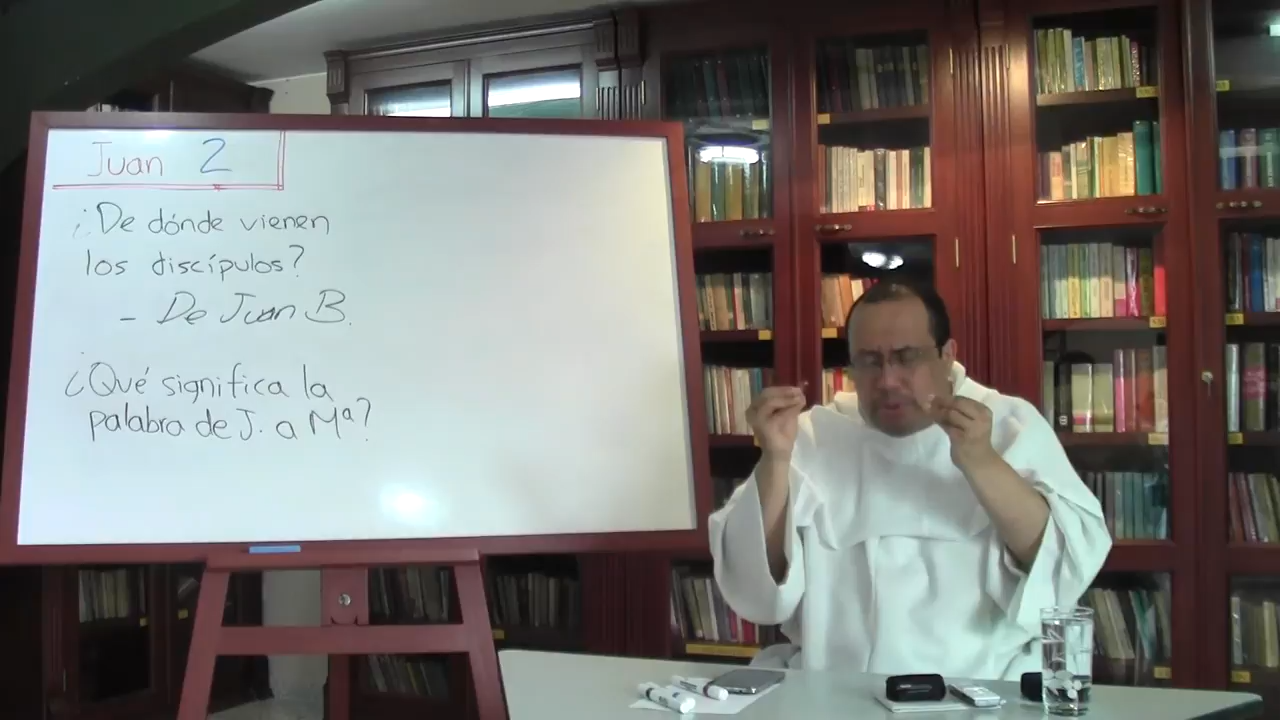 Juan 2
¿De dónde vienen
los discípulos?
- De Juan B.
¿Qué significa la
palabra de J. a Mª?